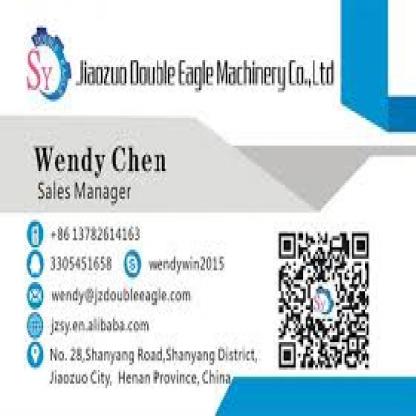 SY Jiaozuo Double Eagle Machinery Co.,Ltd
Wendy Chen
Sales Manager
+86 13782614163
3305451658 S wendywin2015
wendy@jzdoubleeagle.com
jzsy.en.alibaba.com
No. 28,Shanyang Road,Shanyang District,
Jiaozuo City, Henan Province, China
SY